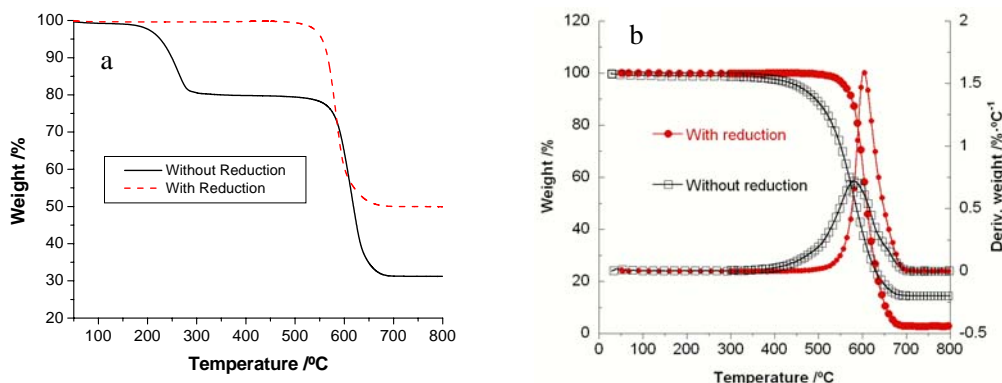 a
100
90
80
70
60
50
40
30
20
Weight /%
Without Reduction
With Reduction
100 200 300 400 500 600 700 800
Temperature /ºC
b
120
100
80
60
40
20
0
Weight /%
With reduction
Without reduction
2
1.5
1
0.5
0
-0.5
Deriv. weight /%·ºC⁻¹
0 100 200 300 400 500 600 700 800
Temperature /ºC